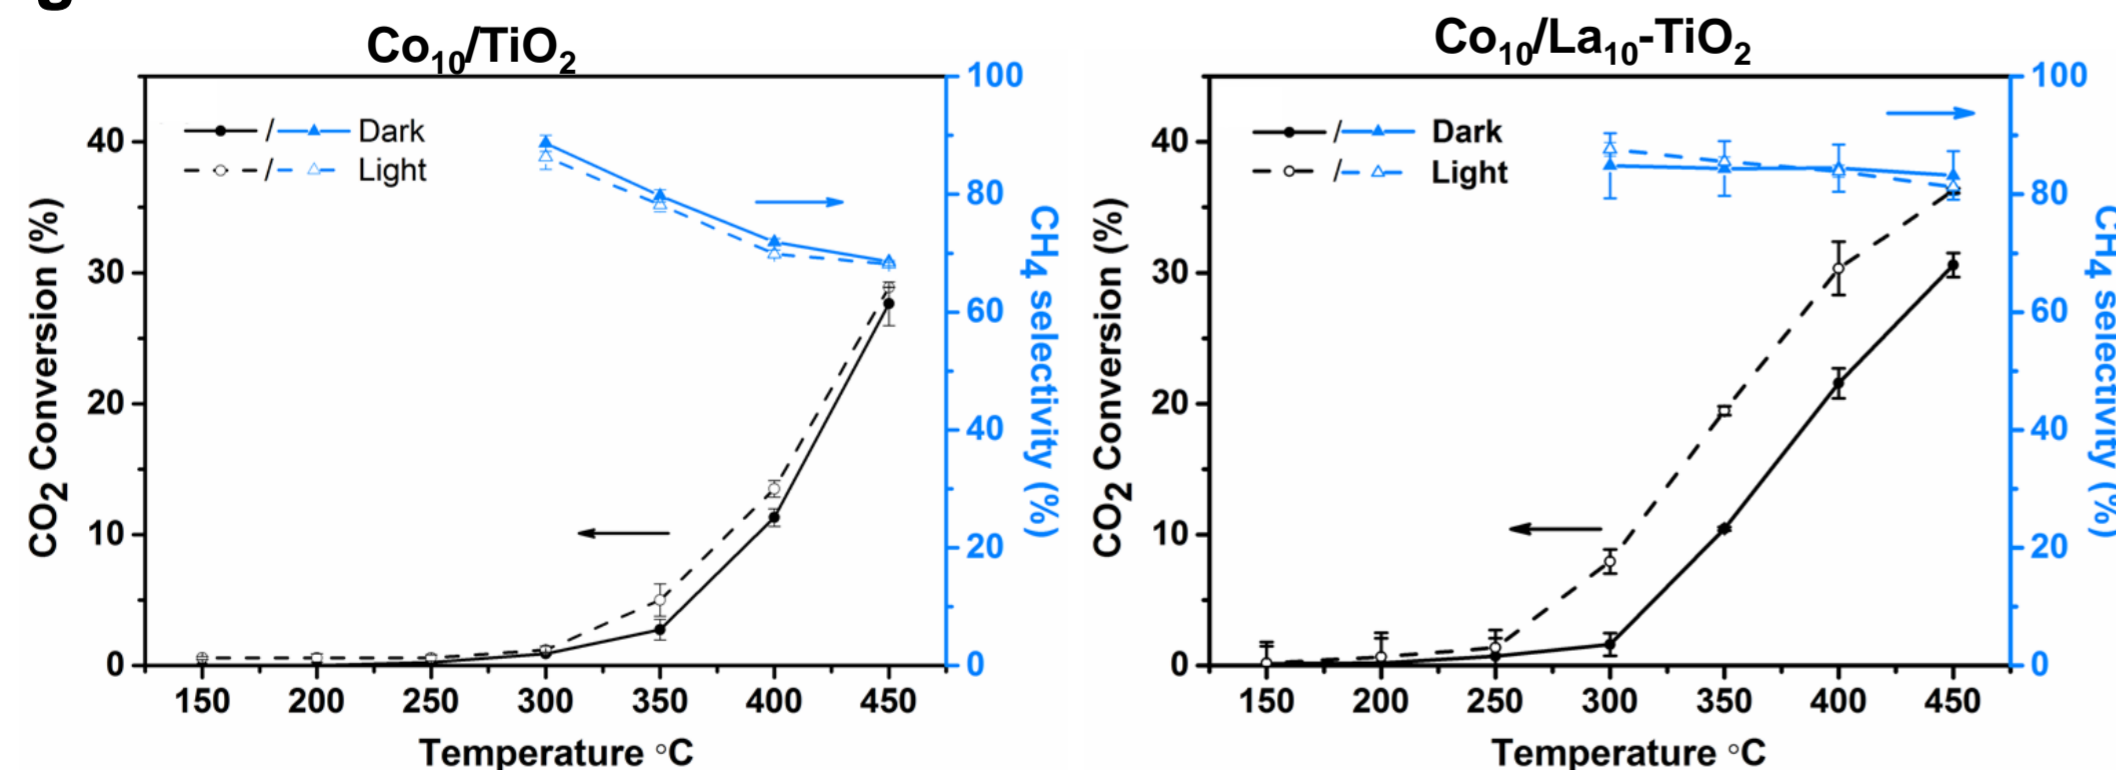 Co10/TiO2
CO2 Conversion (%)
40
30
20
10
0
/ Dark
/ Light
100
80
60
40
20
0
CH4 selectivity (%)
150 200 250 300 350 400 450
Temperature °C
Co10/La10-TiO2
CO2 Conversion (%)
40
30
20
10
0
/ Dark
/ Light
100
80
60
40
20
0
CH4 selectivity (%)
150 200 250 300 350 400 450
Temperature °C